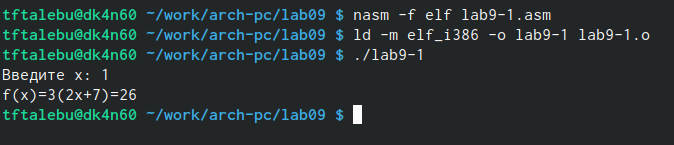 tftalebu@dk4n60 ~/work/arch-pc/lab09 $ nasm -f elf lab9-1.asm
tftalebu@dk4n60 ~/work/arch-pc/lab09 $ ld -m elf_i386 -o lab9-1 lab9-1.o
tftalebu@dk4n60 ~/work/arch-pc/lab09 $ ./lab9-1
Введите x: 1
f(x)=3(2x+7)=26
tftalebu@dk4n60 ~/work/arch-pc/lab09 $